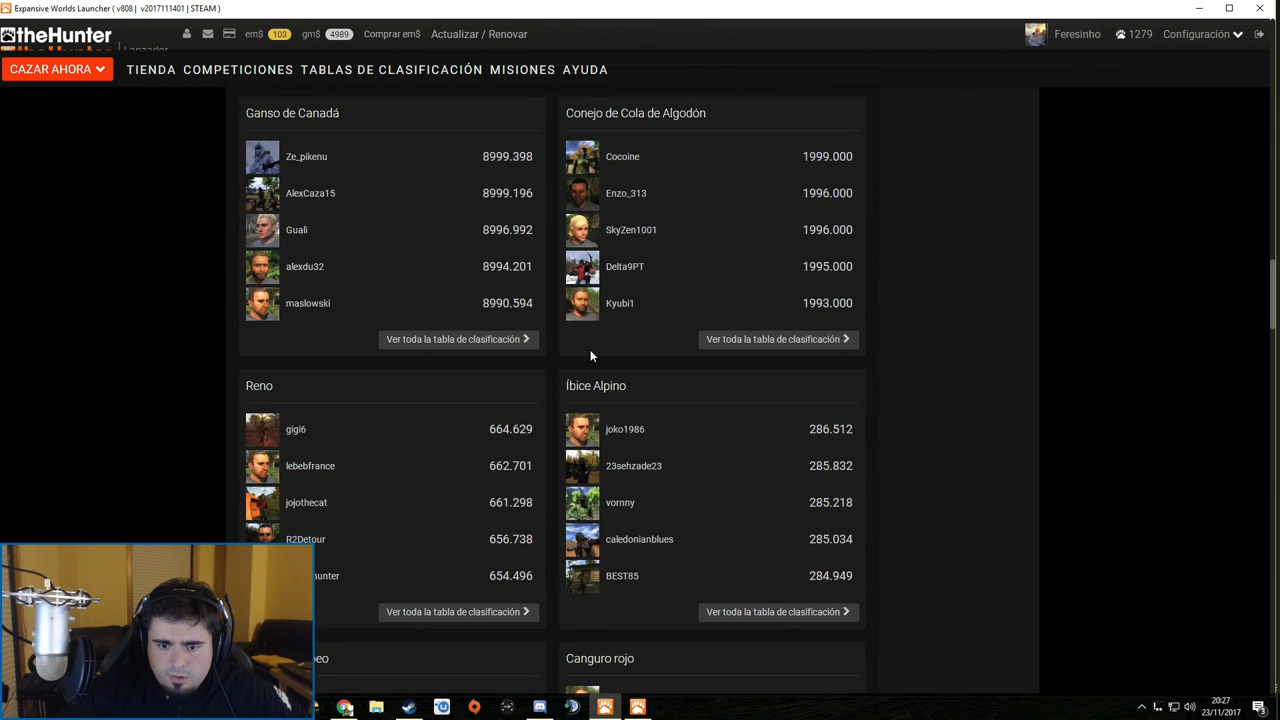 Expansive Worlds Launcher ( v808 | v2017111401 | STEAM )
theHunter
em$ 103 gm$ 4989 Comprar em$ Actualizar / Renovar
Feresinho 1279 Configuración
Lanzador
CAZAR AHORA TIENDA COMPETICIONES TABLAS DE CLASIFICACIÓN MISIONES AYUDA
Ganso de Canadá
Ze_pikenu 8999.398
AlexCaza15 8999.196
Guali 8996.992
alexdu32 8994.201
maslowski 8990.594
Ver toda la tabla de clasificación
Conejo de Cola de Algodón
Cocoine 1999.000
Enzo_313 1996.000
SkyZen1001 1996.000
Delta9PT 1995.000
Kyubi1 1993.000
Ver toda la tabla de clasificación
Reno
gigi6 664.629
lebebfrance 662.701
jojothecat 661.298
R2Detour 656.738
hunter 654.496
Ver toda la tabla de clasificación
Íbice Alpino
joko1986 286.512
23sehzade23 285.832
vornny 285.218
caledonianblues 285.034
BEST85 284.949
Ver toda la tabla de clasificación
peo
Canguro rojo
20:27
23/11/2017
3